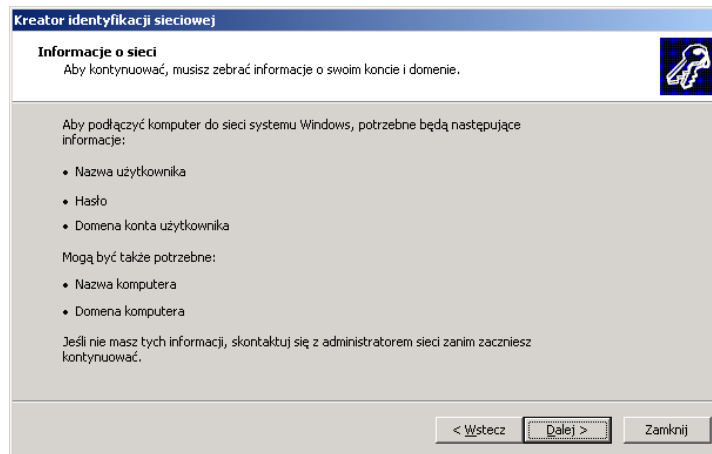 Kreator identyfikacji sieciowej
Informacje o sieci
Aby kontynuować, musisz zebrać informacje o swoim koncie i domenie.
Aby podłączyć komputer do sieci systemu Windows, potrzebne będą następujące
informacje:
• Nazwa użytkownika
• Hasło
• Domena konta użytkownika
Mogą być także potrzebne:
• Nazwa komputera
• Domena komputera
Jeśli nie masz tych informacji, skontaktuj się z administratorem sieci zanim zaczniesz
kontynuować.
< Wstecz Dalej > Zamknij